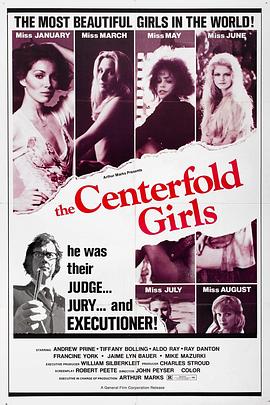 THE MOST BEAUTIFUL GIRLS IN THE WORLD!
Miss JANUARY
Miss MARCH
Miss MAY
Miss JUNE
Arthur Marks Presents
the Centerfold
Girls
he was
their
JUDGE...
JURY... and
EXECUTIONER!
Miss JULY
Miss AUGUST
STARRING ANDREW PRINE • TIFFANY BOLLING • ALDO RAY • RAY DANTON
FRANCINE YORK • JAIME LYN BAUER • MIKE MAZURKI
EXECUTIVE PRODUCER WILLIAM SILBERKLEIT • PRODUCER CHARLES STROUD
SCREENPLAY ROBERT PEETE • DIRECTOR JOHN PEYSER COLOR
EXECUTIVE IN CHARGE OF PRODUCTION ARTHUR MARKS
R
A General Film Corporation Release